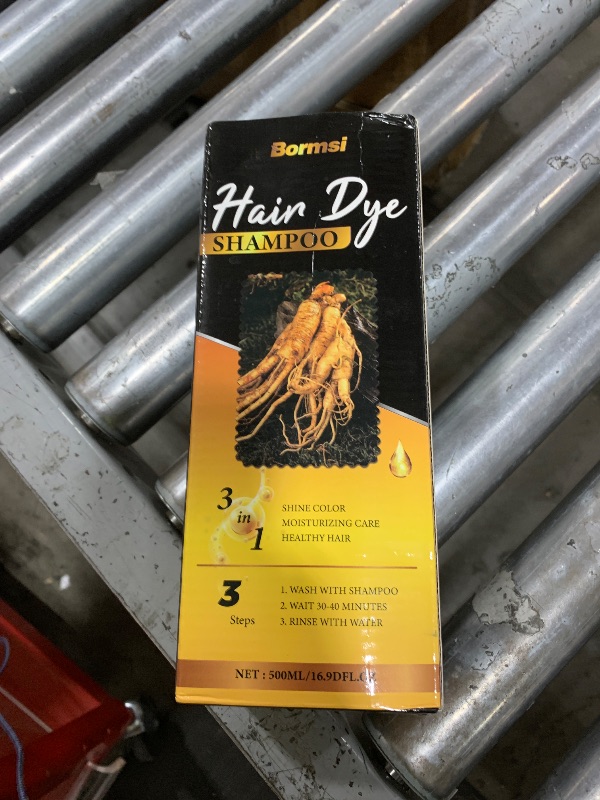 Bormsi
Hair Dye
SHAMPOO
3 in 1
SHINE COLOR
MOISTURIZING CARE
HEALTHY HAIR
3
Steps
1. WASH WITH SHAMPOO
2. WAIT 30-40 MINUTES
3. RINSE WITH WATER
NET : 500ML/16.9DFL.OZ